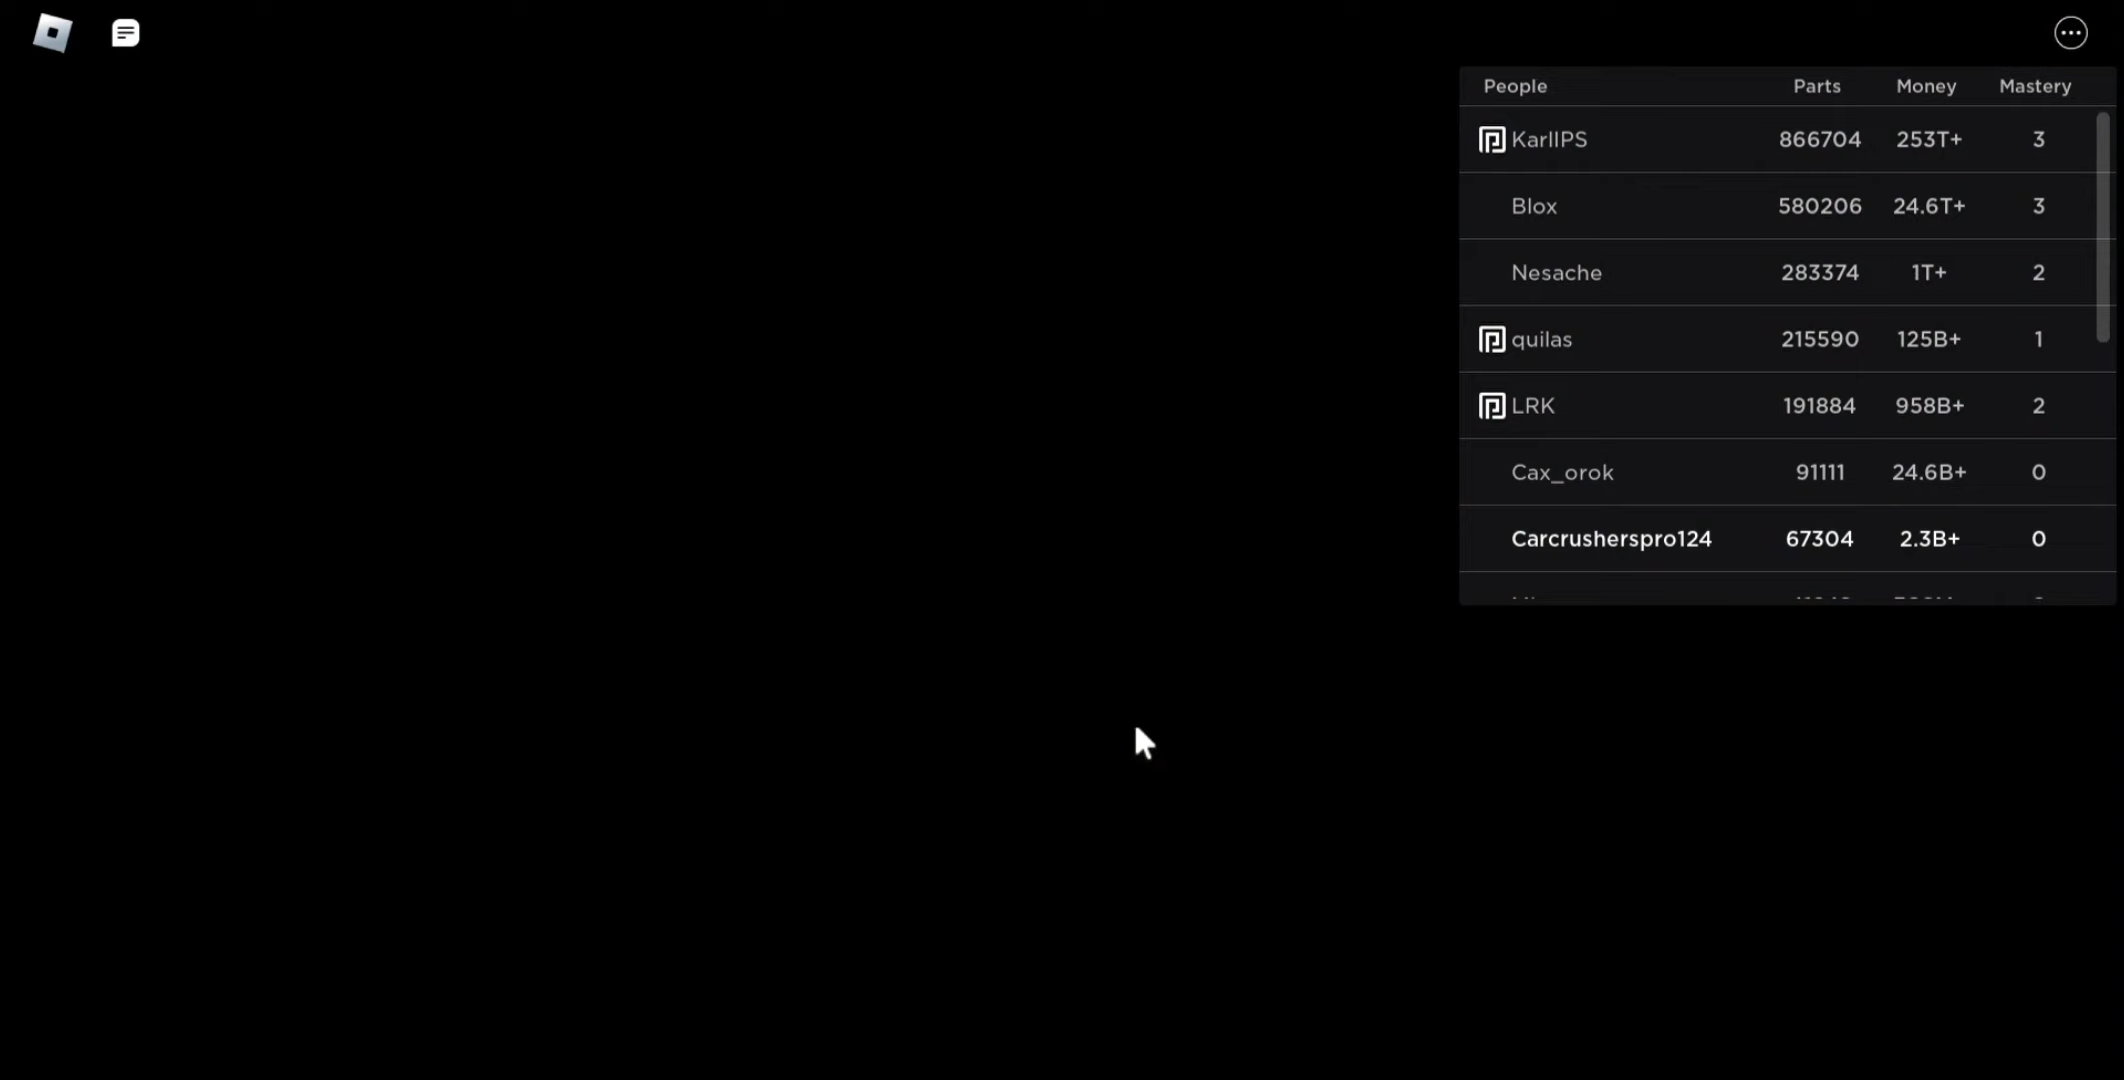 People Parts Money Mastery
KarlIPS 866704 253T+ 3
Blox 580206 24.6T+ 3
Nesache 283374 1T+ 2
quilas 215590 125B+ 1
LRK 191884 958B+ 2
Cax_orok 91111 24.6B+ 0
Carcrusherspro124 67304 2.3B+ 0